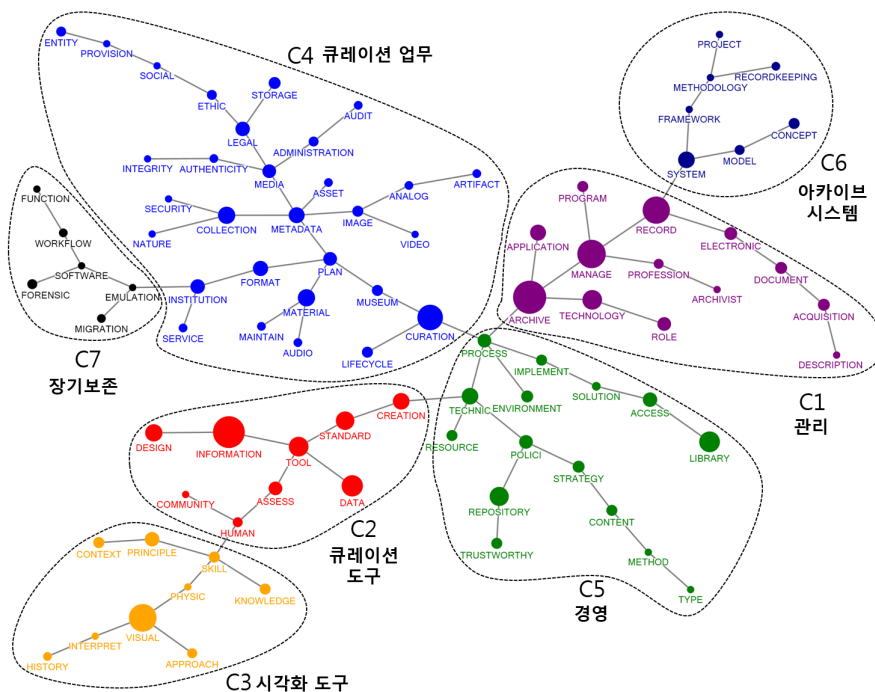 C4 큐레이션 업무
ENTITY
PROVISION
SOCIAL
ETHIC
STORAGE
LEGAL
AUDIT
ADMINISTRATION
INTEGRITY
AUTHENTICITY
MEDIA
ASSET
ANALOG
ARTIFACT
SECURITY
COLLECTION
METADATA
IMAGE
NATURE
VIDEO
PLAN
FORMAT
INSTITUTION
MATERIAL
MUSEUM
SERVICE
MAINTAIN
AUDIO
LIFECYCLE
CURATION
PROJECT
METHODOLOGY
RECORDKEEPING
FRAMEWORK
CONCEPT
MODEL
SYSTEM
C6
아카이브
시스템
PROGRAM
RECORD
APPLICATION
ELECTRONIC
MANAGE
PROFESSION
DOCUMENT
ARCHIVIST
ARCHIVE
TECHNOLOGY
ACQUISITION
ROLE
DESCRIPTION
C1
관리
FUNCTION
WORKFLOW
SOFTWARE
FORENSIC
EMULATION
MIGRATION
C7
장기보존
PROCESS
IMPLEMENT
SOLUTION
TECHNIC
ENVIRONMENT
ACCESS
RESOURCE
POLICI
LIBRARY
STRATEGY
REPOSITORY
CONTENT
TRUSTWORTHY
METHOD
TYPE
C5
경영
CREATION
STANDARD
DESIGN
INFORMATION
TOOL
ASSESS
DATA
COMMUNITY
HUMAN
C2
큐레이션
도구
CONTEXT
PRINCIPLE
SKILL
PHYSIC
KNOWLEDGE
VISUAL
INTERPRET
HISTORY
APPROACH
C3 시각화 도구